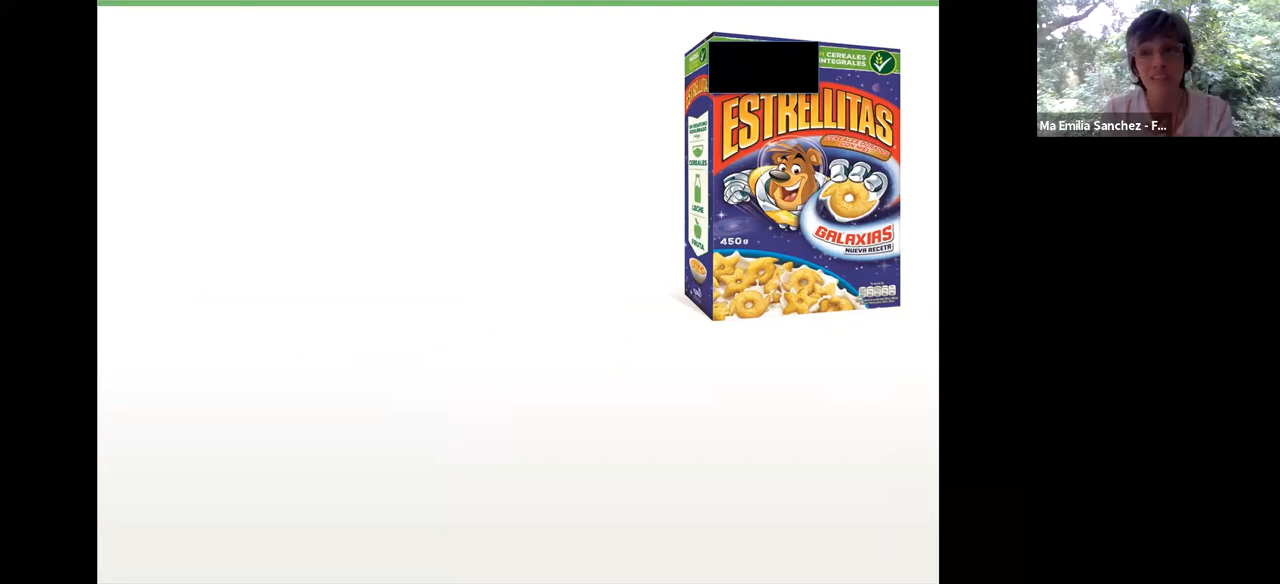 CEREALES
INTEGRALES
ESTRELLITAS
CEREALES
LECHE
FRUTA
450g
GALAXIAS
NUEVA RECETA
Ma Emilia Sanchez - F...